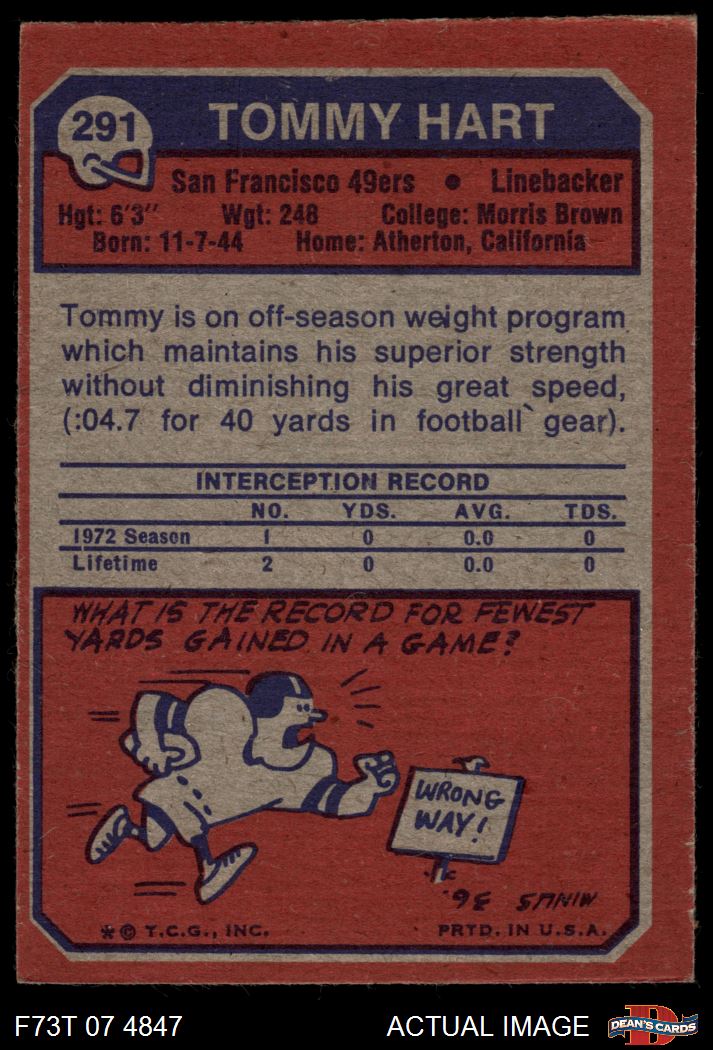 291
TOMMY HART
San Francisco 49ers • Linebacker
Hgt: 6'3" Wgt: 248 College: Morris Brown
Born: 11-7-44 Home: Atherton, California
Tommy is on off-season weight program
which maintains his superior strength
without diminishing his great speed,
(:04.7 for 40 yards in football gear).
INTERCEPTION RECORD
NO. YDS. AVG. TDS.
1972 Season 1 0 0.0 0
Lifetime 2 0 0.0 0
WHAT IS THE RECORD FOR FEWEST
YARDS GAINED IN A GAME?
WRONG
WAY!
MINUS 36.
* © T.C.G., INC. PRTD. IN U.S.A.
F73T 07 4847 ACTUAL IMAGE
D
DEAN'S CARDS